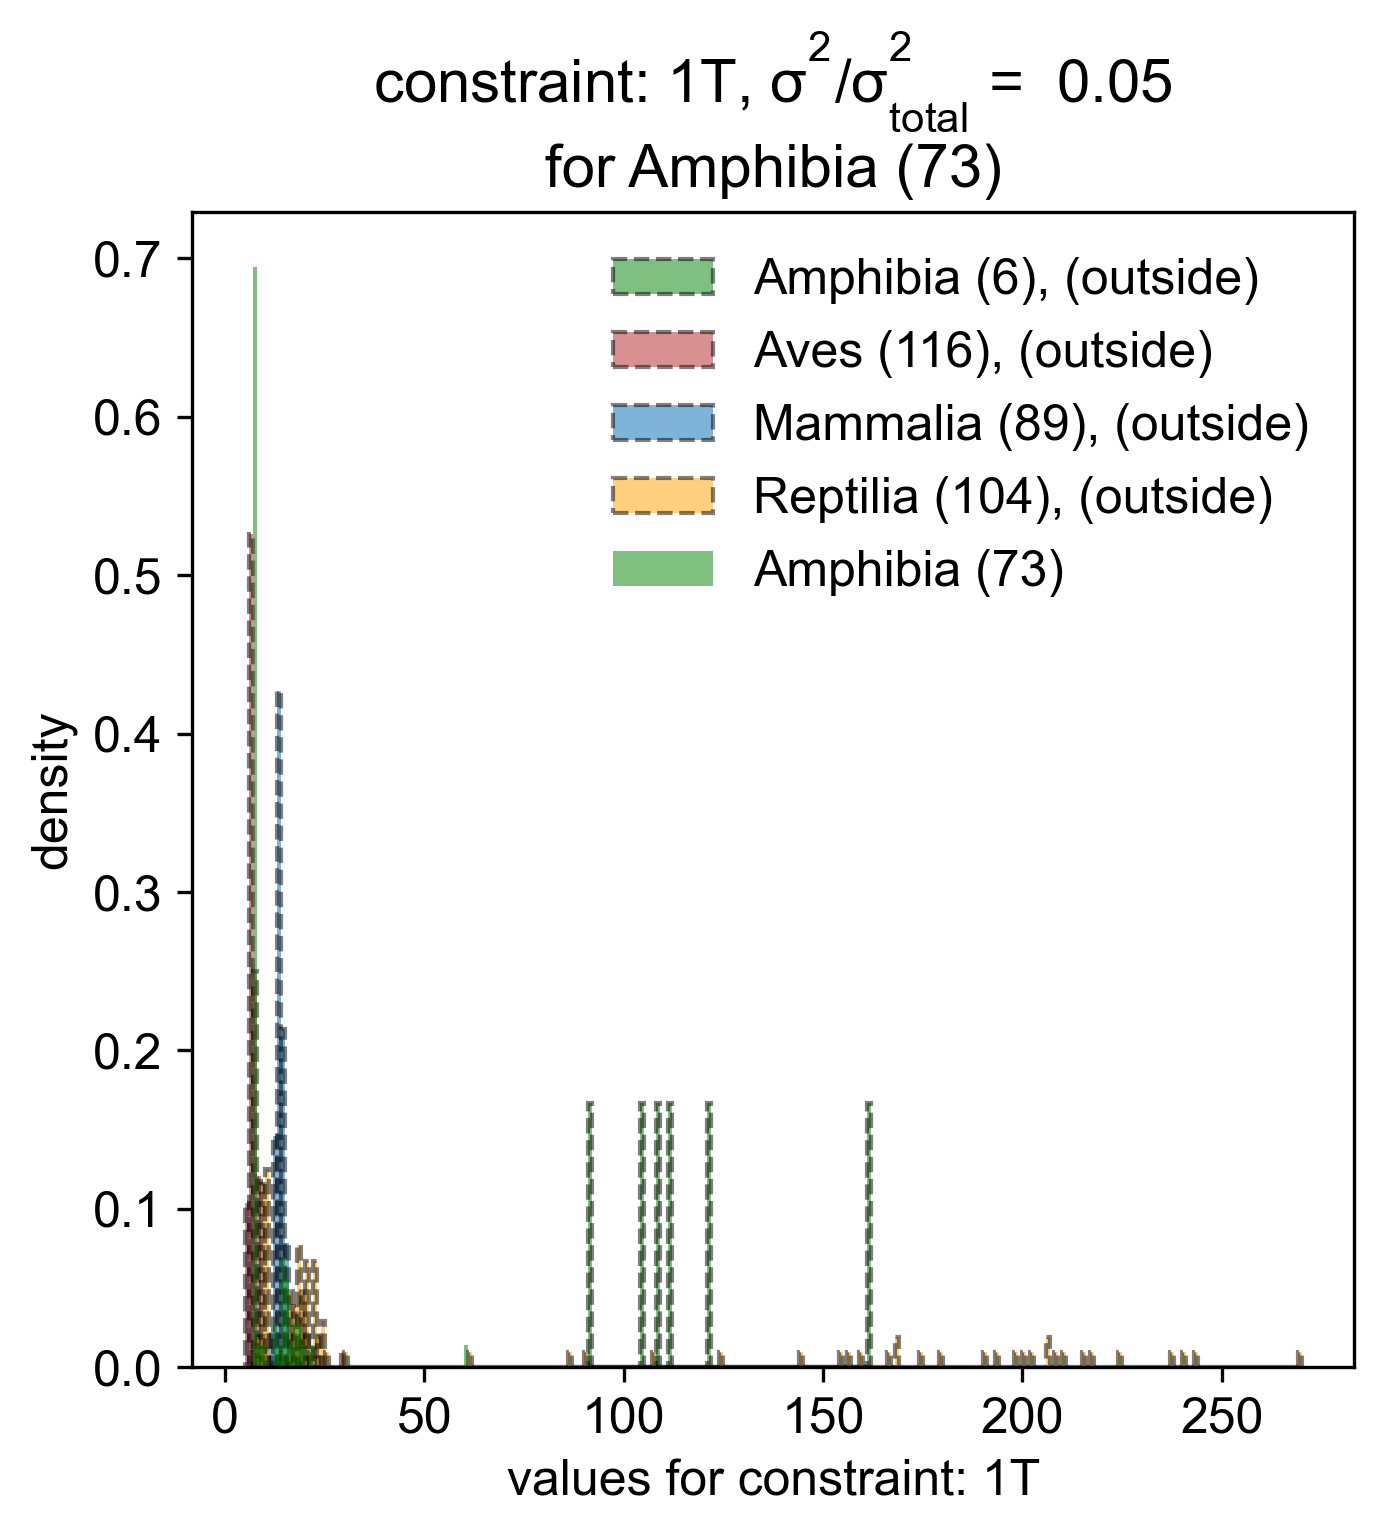 constraint: 1T, σ²/σ²total = 0.05
for Amphibia (73)
Amphibia (6), (outside)
Aves (116), (outside)
Mammalia (89), (outside)
Reptilia (104), (outside)
Amphibia (73)
density
0.7
0.6
0.5
0.4
0.3
0.2
0.1
0.0
0 50 100 150 200 250
values for constraint: 1T